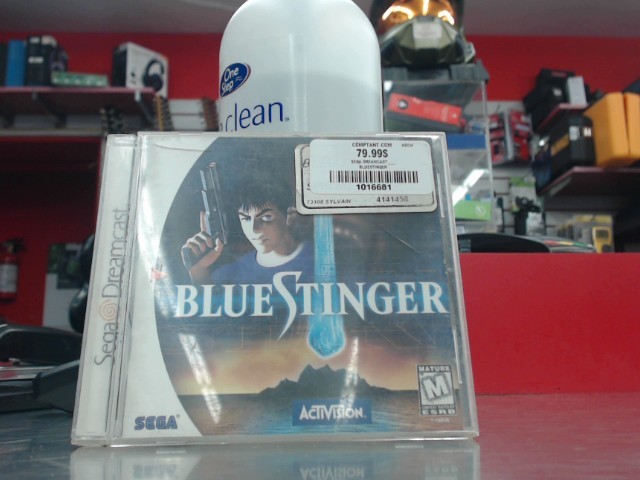 One
Step
clean.
COMPTANT.COM
79.99$
SEGA DREAMCAST
BLUESTINGER
1016681
4141458
Sega Dreamcast
BLUE STINGER
SEGA
ACTIVISION.
MATURE
M
ESRB